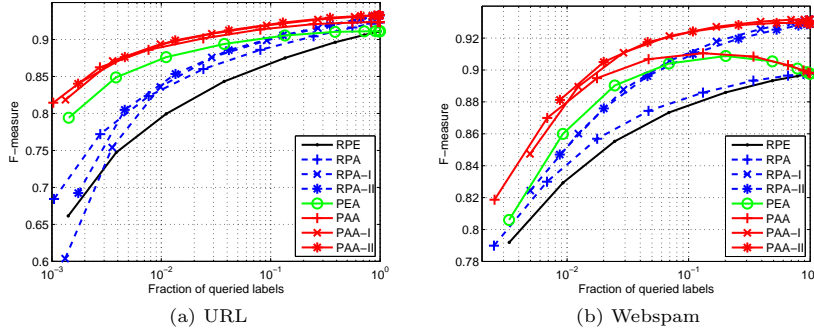 0.9
0.85
0.8
0.75
0.7
0.65
0.6
F-measure
10⁻³
10⁻²
10⁻¹
10⁰
Fraction of queried labels
RPE
RPA
RPA-I
RPA-II
PEA
PAA
PAA-I
PAA-II
(a) URL
0.92
0.9
0.88
0.86
0.84
0.82
0.8
0.78
F-measure
10⁻²
10⁻¹
10⁰
Fraction of queried labels
RPE
RPA
RPA-I
RPA-II
PEA
PAA
PAA-I
PAA-II
(b) Webspam